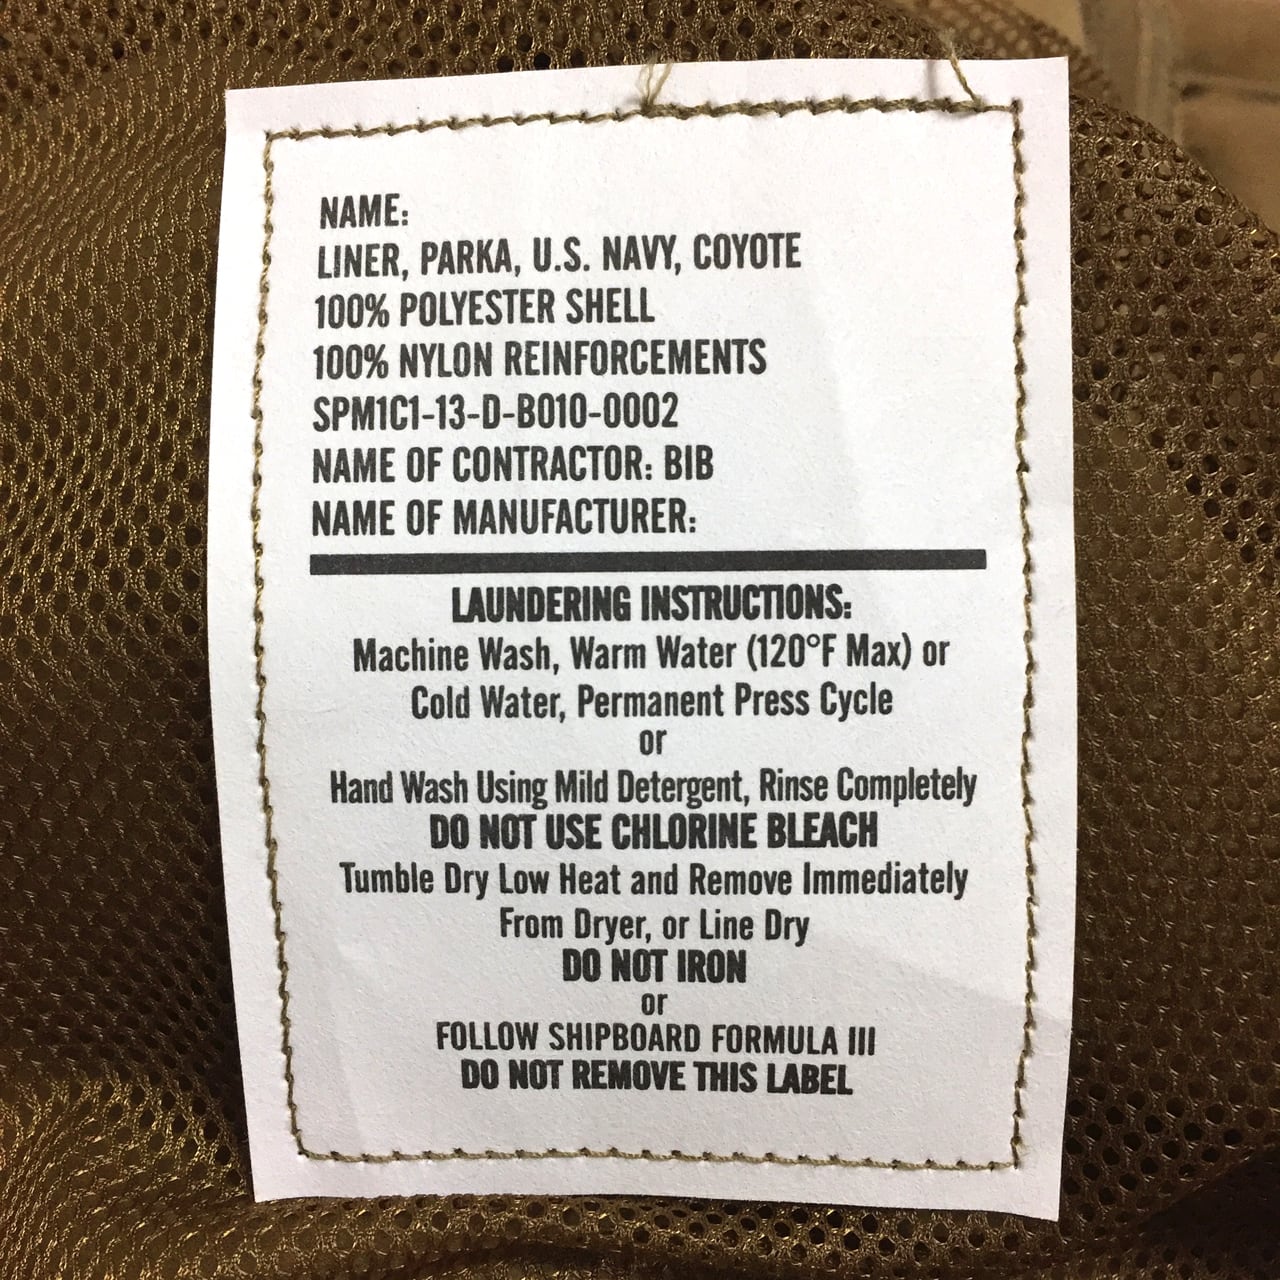 NAME:
LINER, PARKA, U.S. NAVY, COYOTE
100% POLYESTER SHELL
100% NYLON REINFORCEMENTS
SPM1C1-13-D-B010-0002
NAME OF CONTRACTOR: BIB
NAME OF MANUFACTURER:
LAUNDERING INSTRUCTIONS:
Machine Wash, Warm Water (120°F Max) or
Cold Water, Permanent Press Cycle
or
Hand Wash Using Mild Detergent, Rinse Completely
DO NOT USE CHLORINE BLEACH
Tumble Dry Low Heat and Remove Immediately
From Dryer, or Line Dry
DO NOT IRON
or
FOLLOW SHIPBOARD FORMULA III
DO NOT REMOVE THIS LABEL